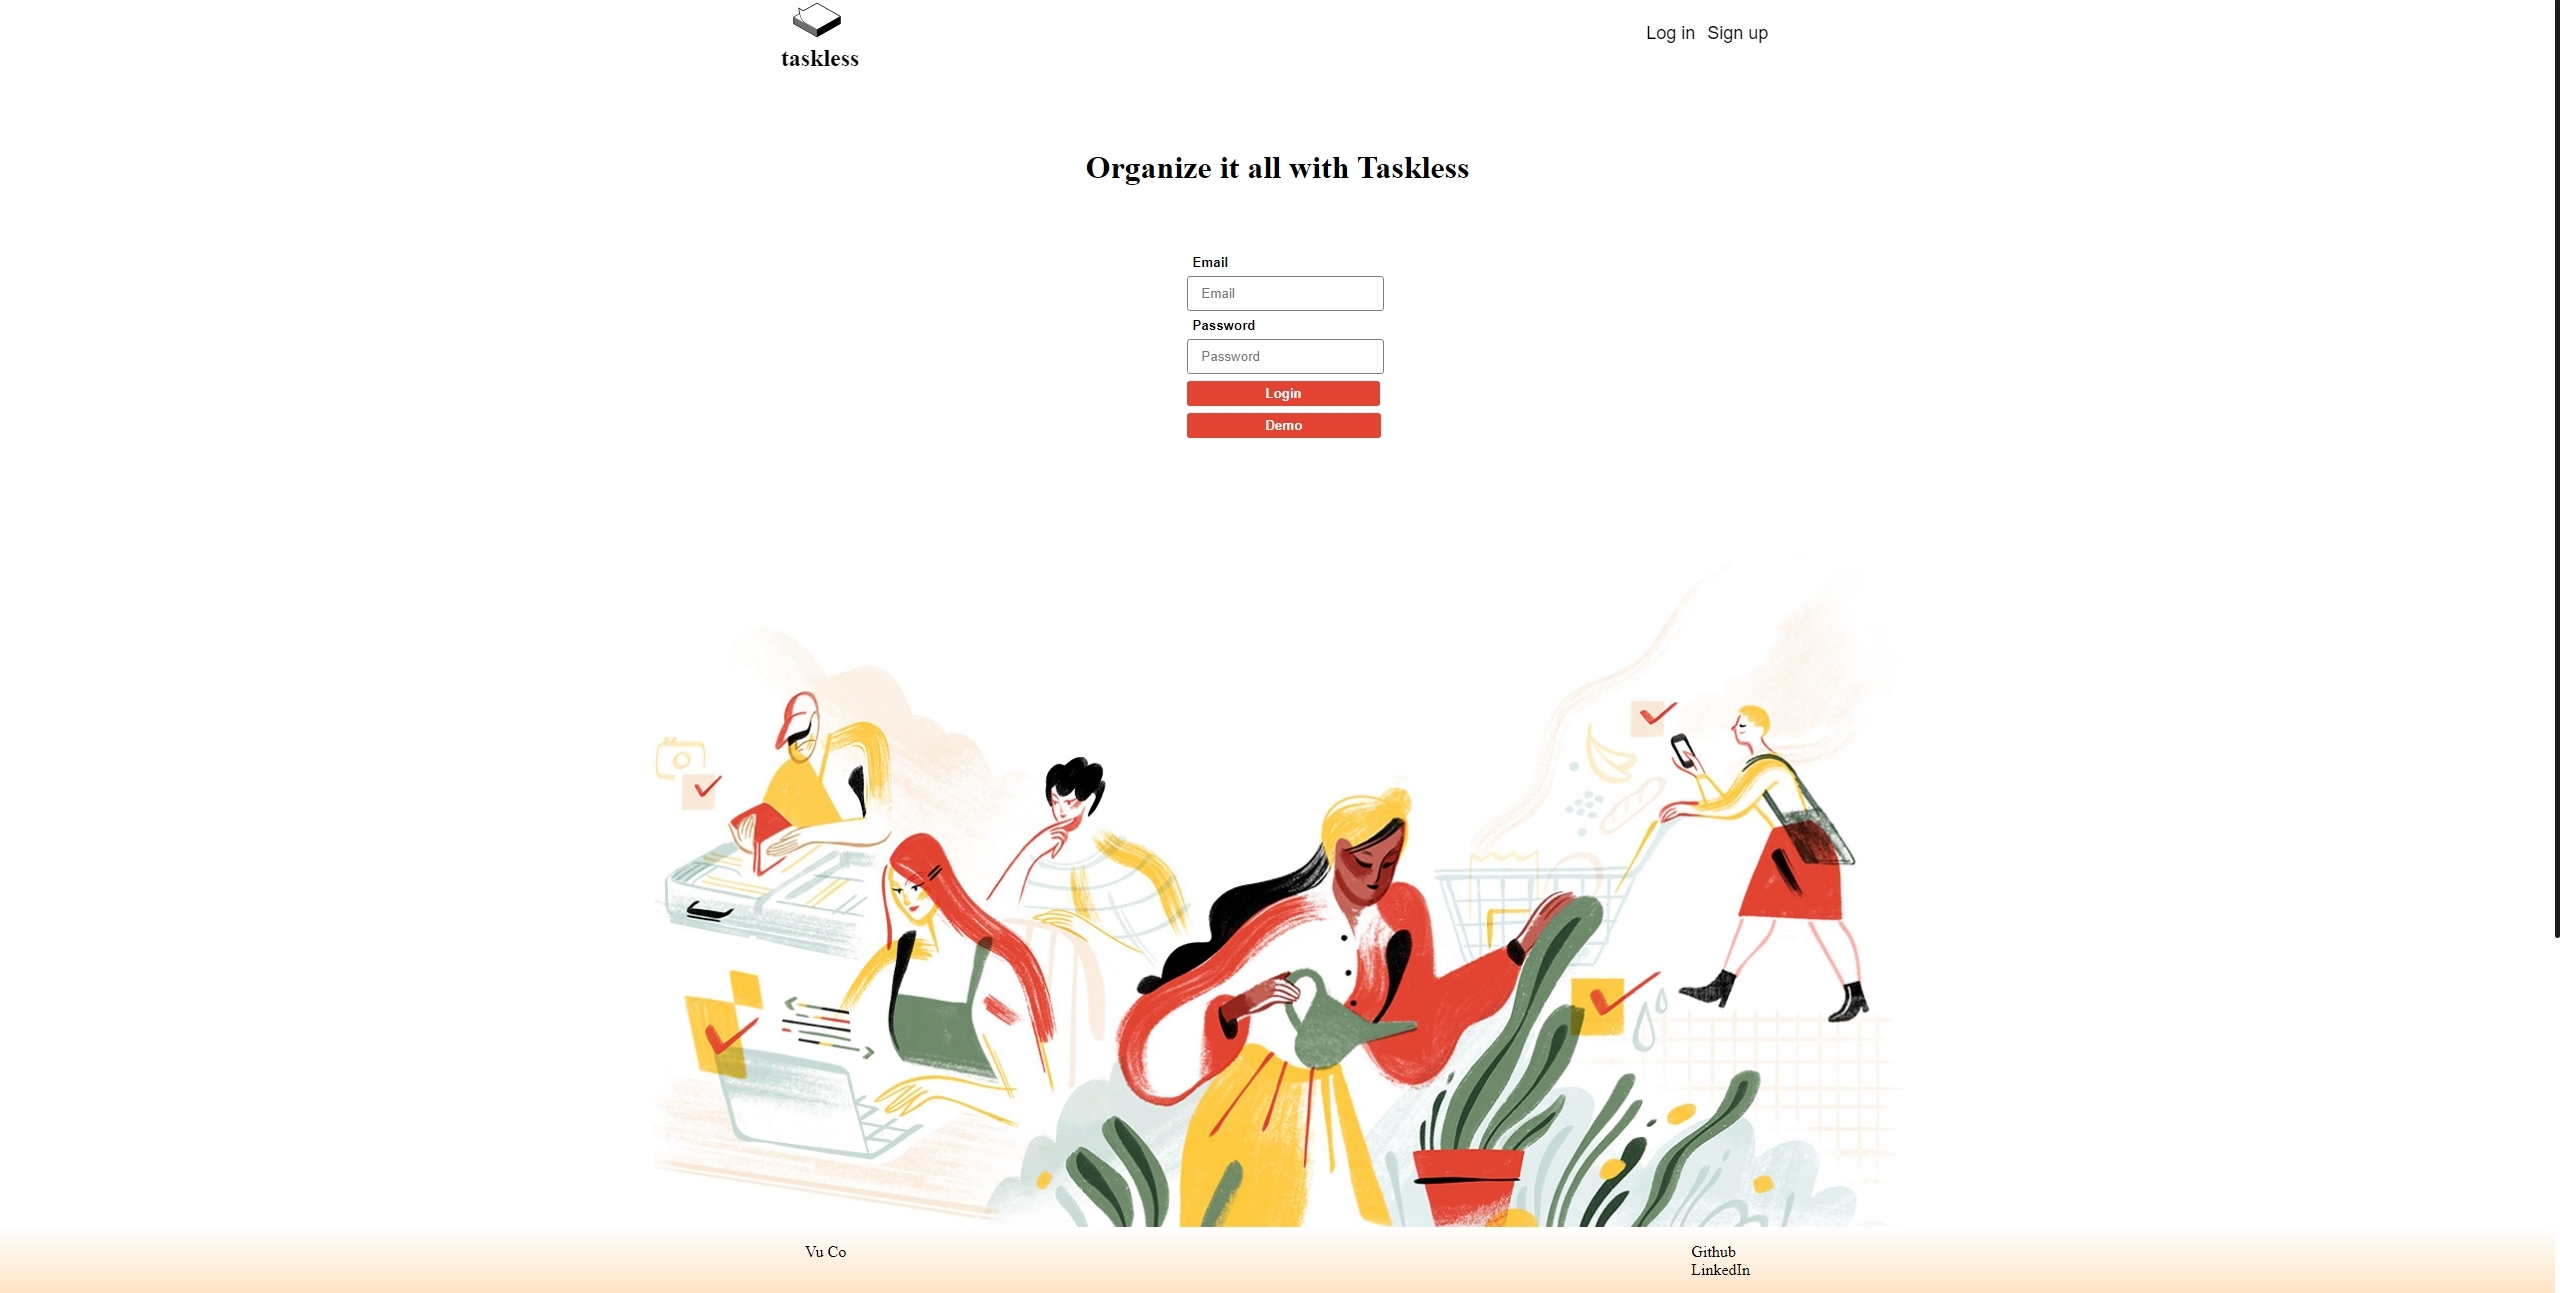 taskless
Log in Sign up
Organize it all with Taskless
Email
Email
Password
Password
Login
Demo
Vu Co
Github
LinkedIn